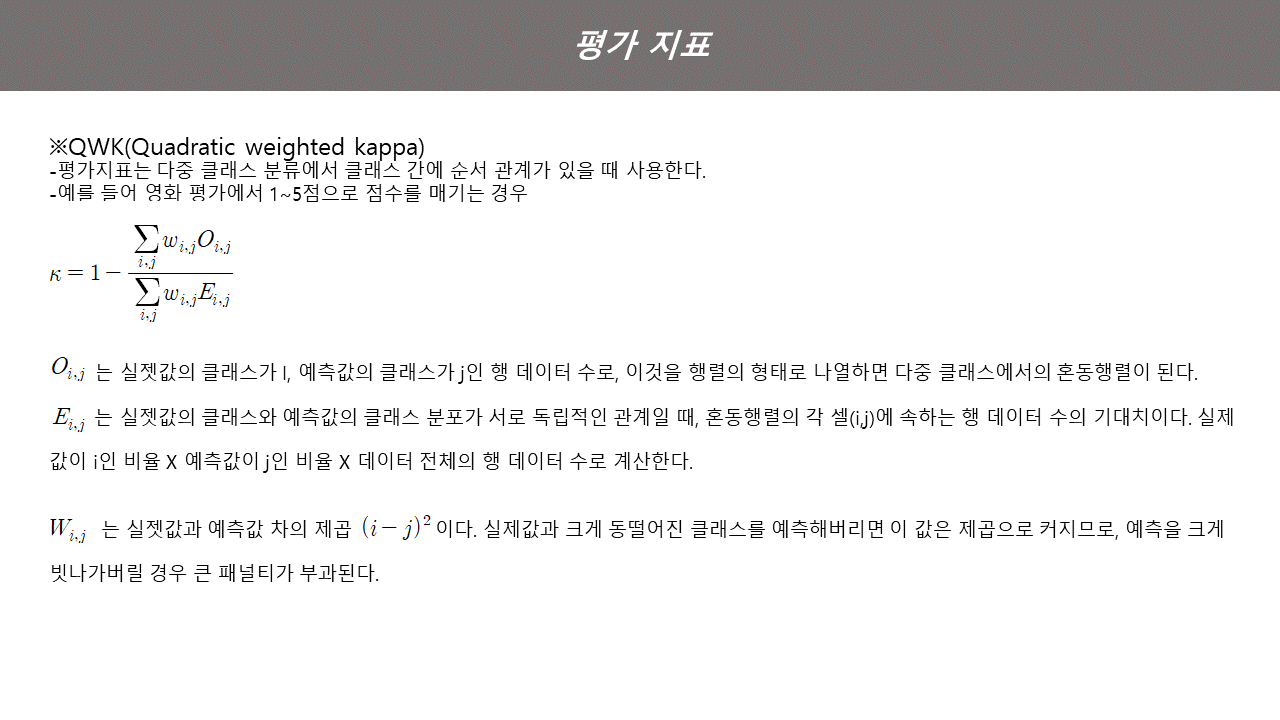 평가 지표
※QWK(Quadratic weighted kappa)
-평가지표는 다중 클래스 분류에서 클래스 간에 순서 관계가 있을 때 사용한다.
-예를 들어 영화 평가에서 1~5점으로 점수를 매기는 경우
κ = 1 − \frac{\sum_{i,j} w_{i,j} O_{i,j}}{\sum_{i,j} w_{i,j} E_{i,j}}
O_{i,j} 는 실젯값의 클래스가 I, 예측값의 클래스가 j인 행 데이터 수로, 이것을 행렬의 형태로 나열하면 다중 클래스에서의 혼동행렬이 된다.
E_{i,j} 는 실젯값의 클래스와 예측값의 클래스 분포가 서로 독립적인 관계일 때, 혼동행렬의 각 셀(i,j)에 속하는 행 데이터 수의 기대치이다. 실제
값이 i인 비율 X 예측값이 j인 비율 X 데이터 전체의 행 데이터 수로 계산한다.
W_{i,j} 는 실젯값과 예측값 차의 제곱 (i − j)^2 이다. 실제값과 크게 동떨어진 클래스를 예측해버리면 이 값은 제곱으로 커지므로, 예측을 크게
빗나가버릴 경우 큰 패널티가 부과된다.